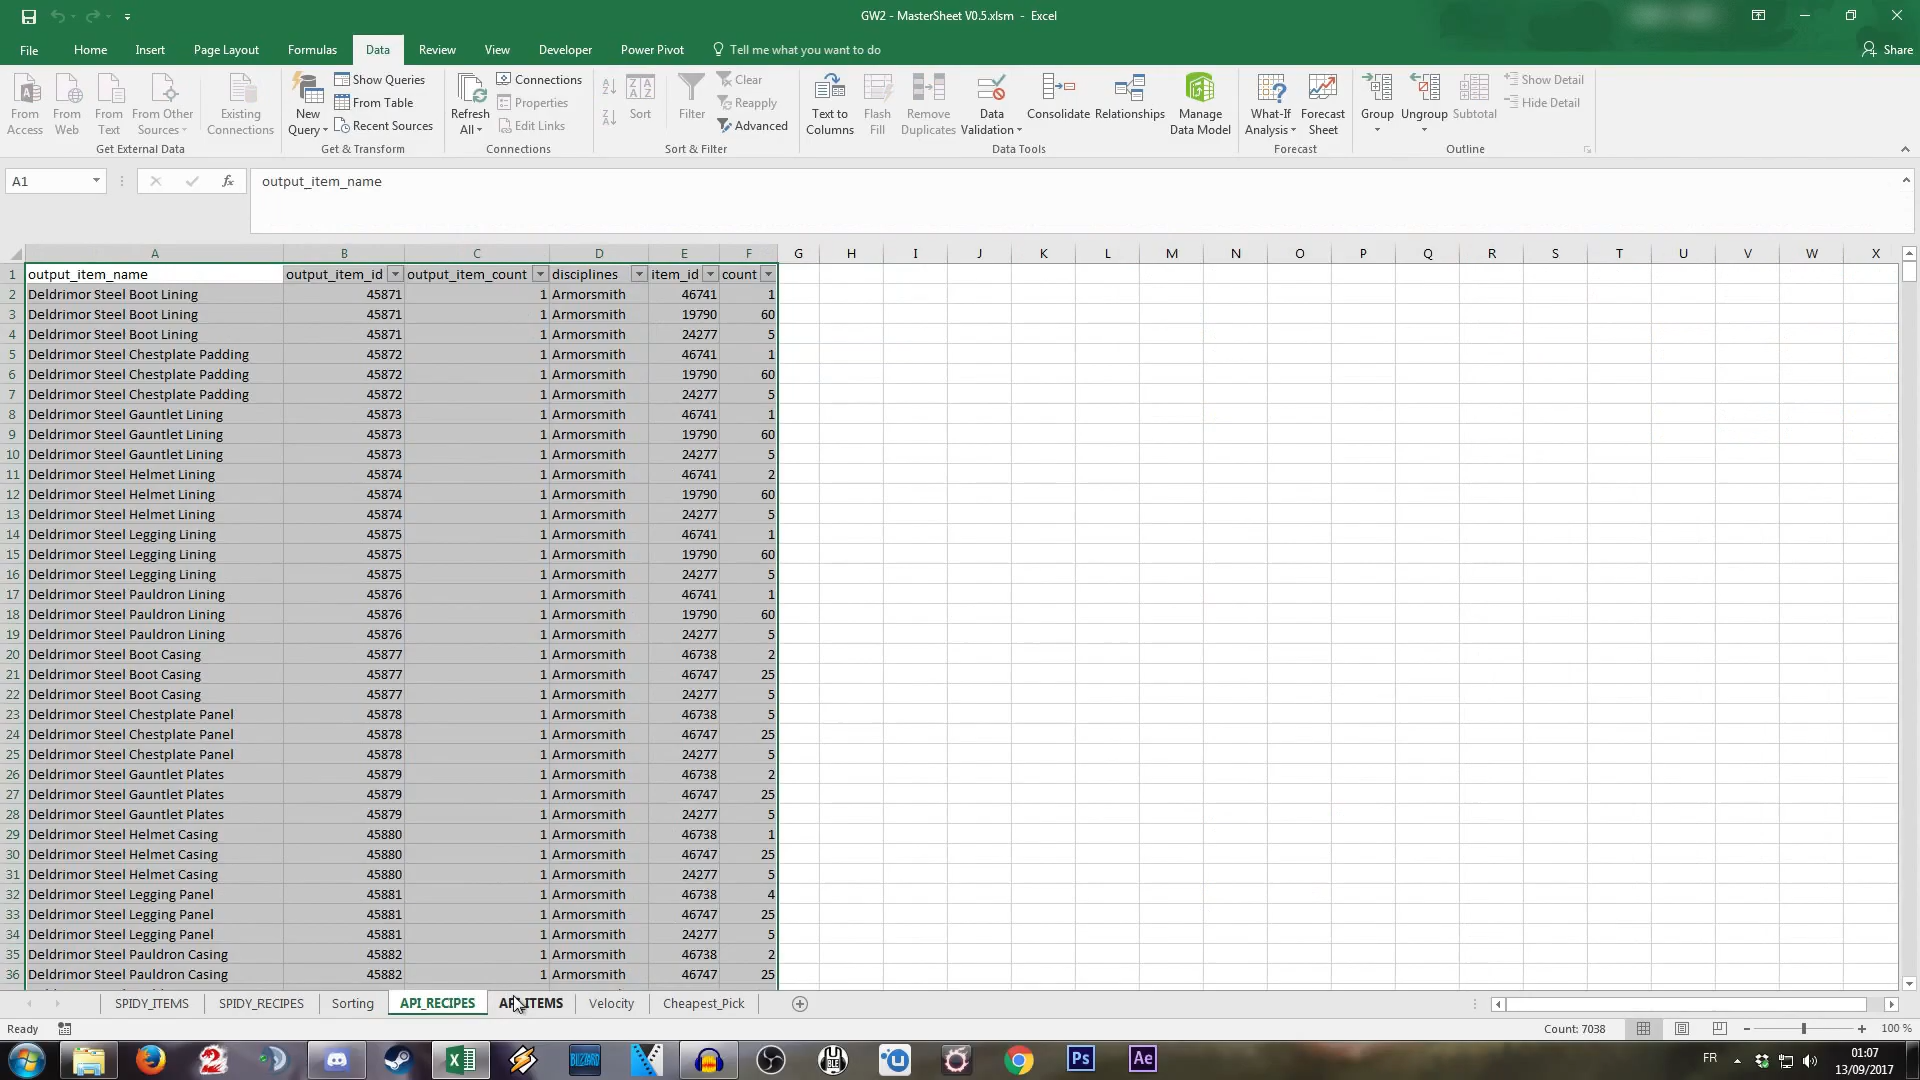 GW2 - MasterSheet V0.5.xlsm - Excel
File Home Insert Page Layout Formulas Data Review View Developer Power Pivot Tell me what you want to do Share
From Access From Web From Text From Other Sources Existing Connections
Get External Data
New Query Show Queries From Table Recent Sources
Get & Transform
Refresh All Connections Properties Edit Links
Connections
Sort Filter Clear Reapply Advanced
Sort & Filter
Text to Columns Flash Fill Remove Duplicates Data Validation Consolidate Relationships Manage Data Model
Data Tools
What-If Analysis Forecast Sheet
Forecast
Group Ungroup Subtotal Show Detail Hide Detail
Outline
A1 fx output_item_name
A B C D E F G H I J K L M N O P Q R S T U V W X
1 output_item_name output_item_id output_item_count disciplines item_id count
2 Deldrimor Steel Boot Lining 45871 1 Armorsmith 46741 1
3 Deldrimor Steel Boot Lining 45871 1 Armorsmith 19790 60
4 Deldrimor Steel Boot Lining 45871 1 Armorsmith 24277 5
5 Deldrimor Steel Chestplate Padding 45872 1 Armorsmith 46741 1
6 Deldrimor Steel Chestplate Padding 45872 1 Armorsmith 19790 60
7 Deldrimor Steel Chestplate Padding 45872 1 Armorsmith 24277 5
8 Deldrimor Steel Gauntlet Lining 45873 1 Armorsmith 46741 1
9 Deldrimor Steel Gauntlet Lining 45873 1 Armorsmith 19790 60
10 Deldrimor Steel Gauntlet Lining 45873 1 Armorsmith 24277 5
11 Deldrimor Steel Helmet Lining 45874 1 Armorsmith 46741 2
12 Deldrimor Steel Helmet Lining 45874 1 Armorsmith 19790 60
13 Deldrimor Steel Helmet Lining 45874 1 Armorsmith 24277 5
14 Deldrimor Steel Legging Lining 45875 1 Armorsmith 46741 1
15 Deldrimor Steel Legging Lining 45875 1 Armorsmith 19790 60
16 Deldrimor Steel Legging Lining 45875 1 Armorsmith 24277 5
17 Deldrimor Steel Pauldron Lining 45876 1 Armorsmith 46741 1
18 Deldrimor Steel Pauldron Lining 45876 1 Armorsmith 19790 60
19 Deldrimor Steel Pauldron Lining 45876 1 Armorsmith 24277 5
20 Deldrimor Steel Boot Casing 45877 1 Armorsmith 46738 2
21 Deldrimor Steel Boot Casing 45877 1 Armorsmith 46747 25
22 Deldrimor Steel Boot Casing 45877 1 Armorsmith 24277 5
23 Deldrimor Steel Chestplate Panel 45878 1 Armorsmith 46738 5
24 Deldrimor Steel Chestplate Panel 45878 1 Armorsmith 46747 25
25 Deldrimor Steel Chestplate Panel 45878 1 Armorsmith 24277 5
26 Deldrimor Steel Gauntlet Plates 45879 1 Armorsmith 46738 2
27 Deldrimor Steel Gauntlet Plates 45879 1 Armorsmith 46747 25
28 Deldrimor Steel Gauntlet Plates 45879 1 Armorsmith 24277 5
29 Deldrimor Steel Helmet Casing 45880 1 Armorsmith 46738 1
30 Deldrimor Steel Helmet Casing 45880 1 Armorsmith 46747 25
31 Deldrimor Steel Helmet Casing 45880 1 Armorsmith 24277 5
32 Deldrimor Steel Legging Panel 45881 1 Armorsmith 46738 4
33 Deldrimor Steel Legging Panel 45881 1 Armorsmith 46747 25
34 Deldrimor Steel Legging Panel 45881 1 Armorsmith 24277 5
35 Deldrimor Steel Pauldron Casing 45882 1 Armorsmith 46738 2
36 Deldrimor Steel Pauldron Casing 45882 1 Armorsmith 46747 25
SPIDY_ITEMS SPIDY_RECIPES Sorting API_RECIPES API_ITEMS Velocity Cheapest_Pick
Ready Count: 7038 100 %
2 BLIZZARD BLE Ps Ae FR 01:07
13/09/2017